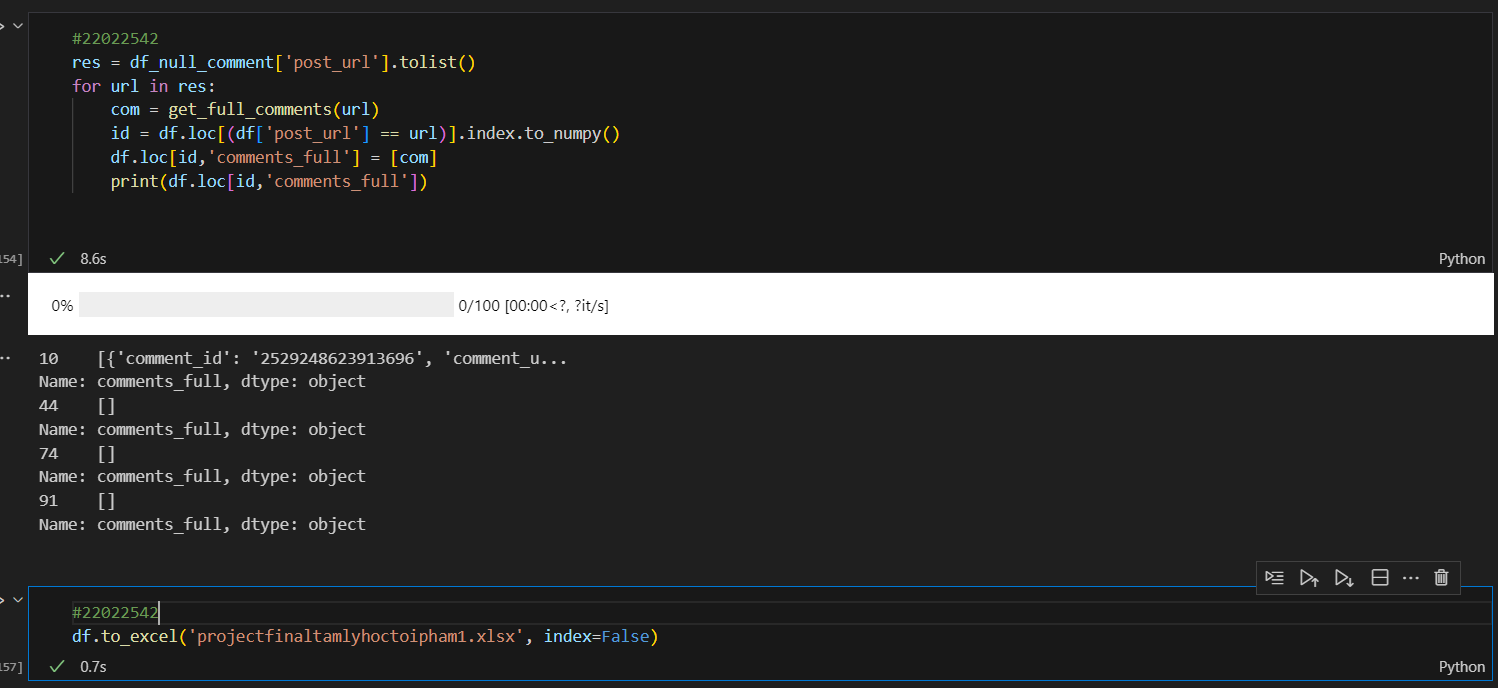 #22022542
res = df_null_comment['post_url'].tolist()
for url in res:
    com = get_full_comments(url)
    id = df.loc[(df['post_url'] == url)].index.to_numpy()
    df.loc[id,'comments_full'] = [com]
    print(df.loc[id,'comments_full'])
154]
8.6s
Python
0%
0/100 [00:00<?, ?it/s]
10    [{'comment_id': '2529248623913696', 'comment_u...
Name: comments_full, dtype: object
44    []
Name: comments_full, dtype: object
74    []
Name: comments_full, dtype: object
91    []
Name: comments_full, dtype: object
#22022542
df.to_excel('projectfinaltamlyhoctoipham1.xlsx', index=False)
157]
0.7s
Python